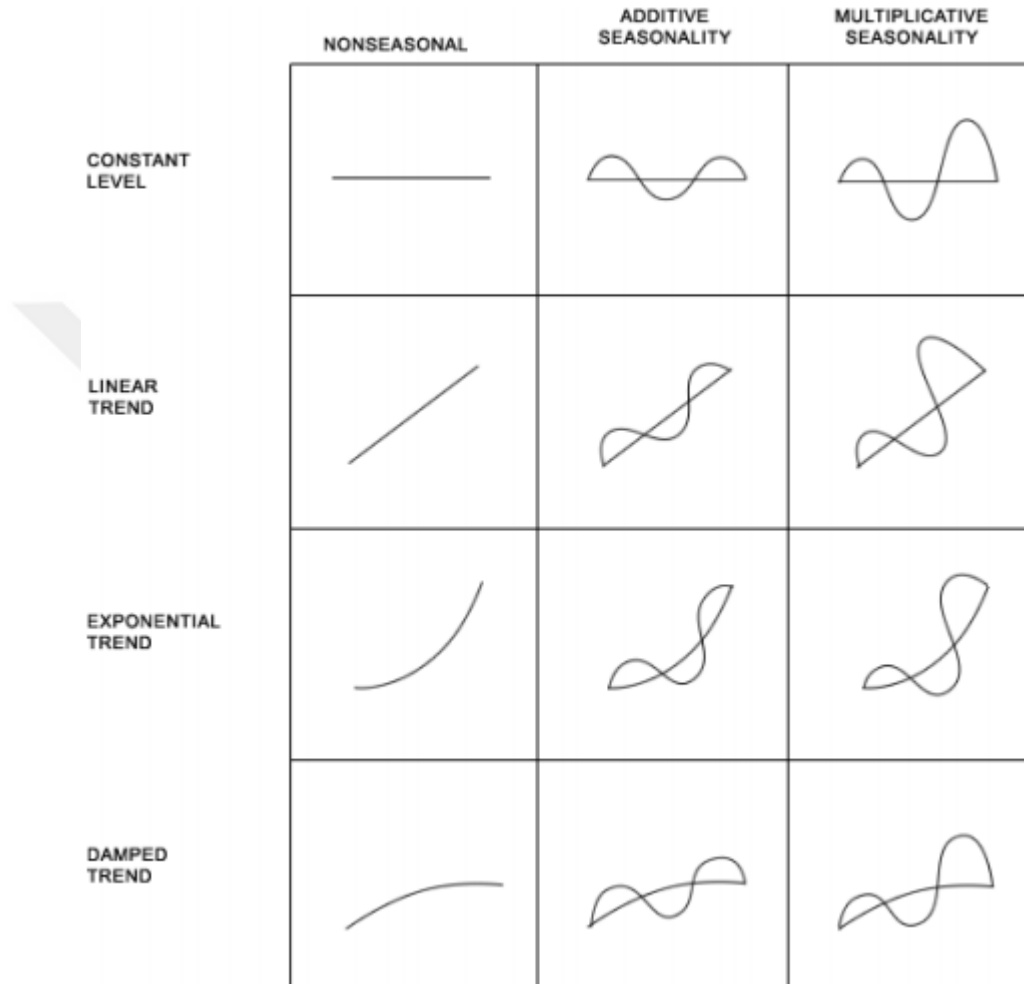 NONSEASONAL
ADDITIVE
SEASONALITY
MULTIPLICATIVE
SEASONALITY
CONSTANT
LEVEL
LINEAR
TREND
EXPONENTIAL
TREND
DAMPED
TREND